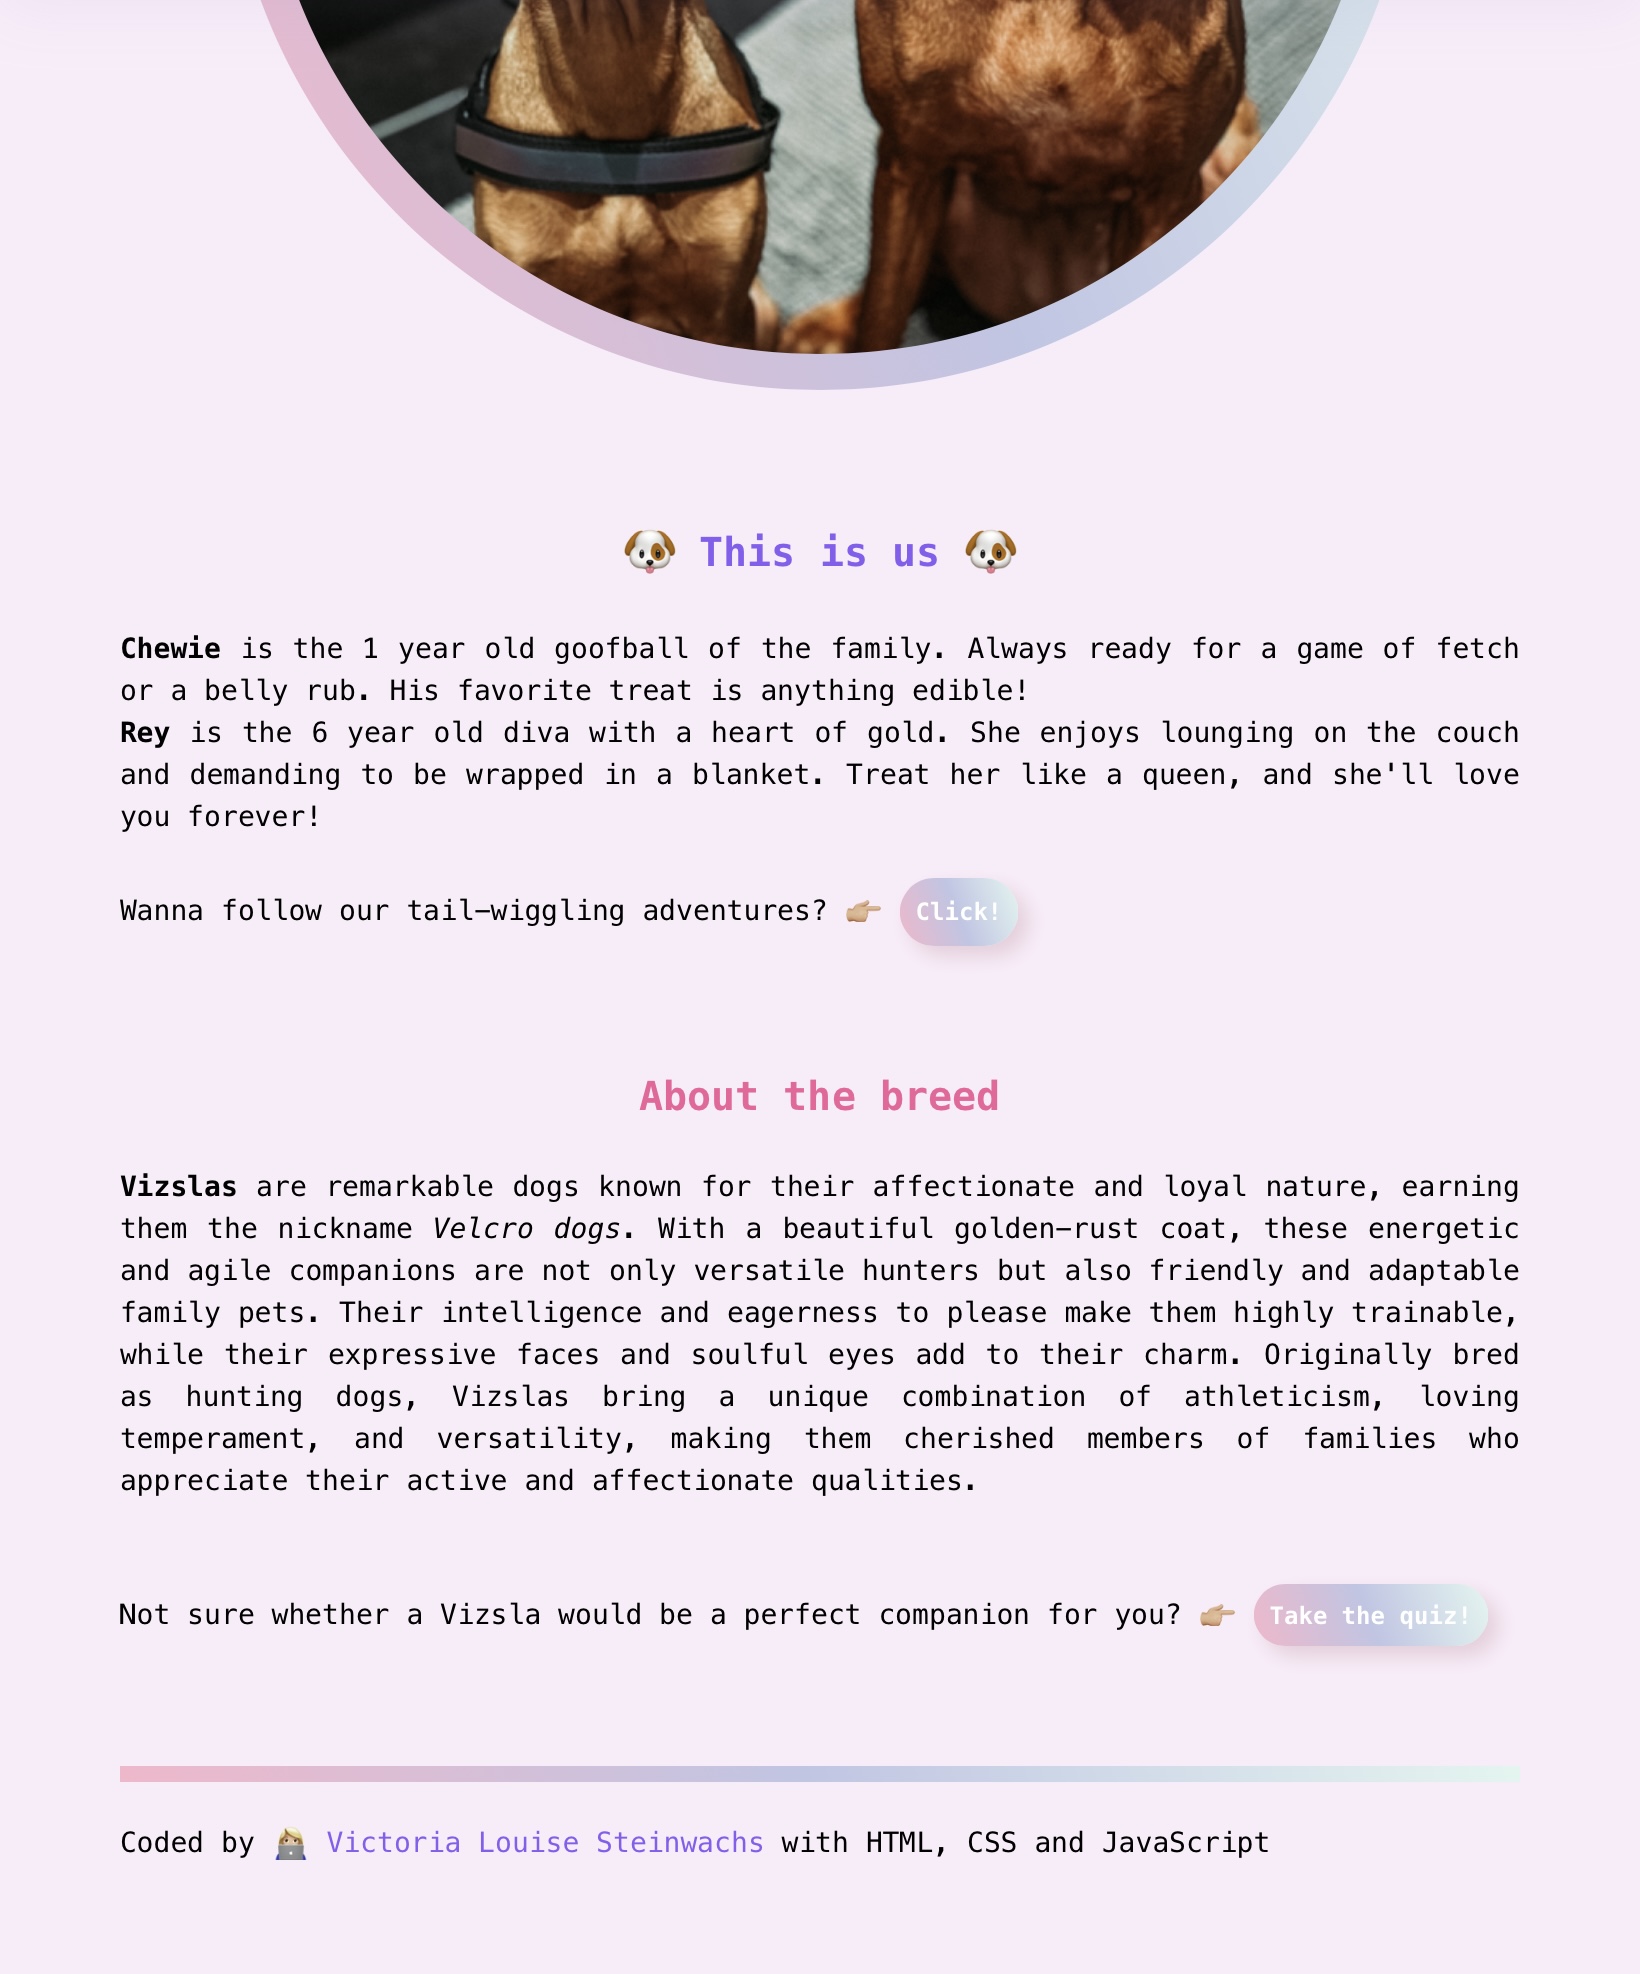 🐶 This is us 🐶
Chewie is the 1 year old goofball of the family. Always ready for a game of fetch
or a belly rub. His favorite treat is anything edible!
Rey is the 6 year old diva with a heart of gold. She enjoys lounging on the couch
and demanding to be wrapped in a blanket. Treat her like a queen, and she'll love
you forever!
Wanna follow our tail-wiggling adventures? 👉🏼 Click!
About the breed
Vizslas are remarkable dogs known for their affectionate and loyal nature, earning
them the nickname Velcro dogs. With a beautiful golden-rust coat, these energetic
and agile companions are not only versatile hunters but also friendly and adaptable
family pets. Their intelligence and eagerness to please make them highly trainable,
while their expressive faces and soulful eyes add to their charm. Originally bred
as hunting dogs, Vizslas bring a unique combination of athleticism, loving
temperament, and versatility, making them cherished members of families who
appreciate their active and affectionate qualities.
Not sure whether a Vizsla would be a perfect companion for you? 👉🏼 Take the quiz!
Coded by 👩🏼‍💻 Victoria Louise Steinwachs with HTML, CSS and JavaScript